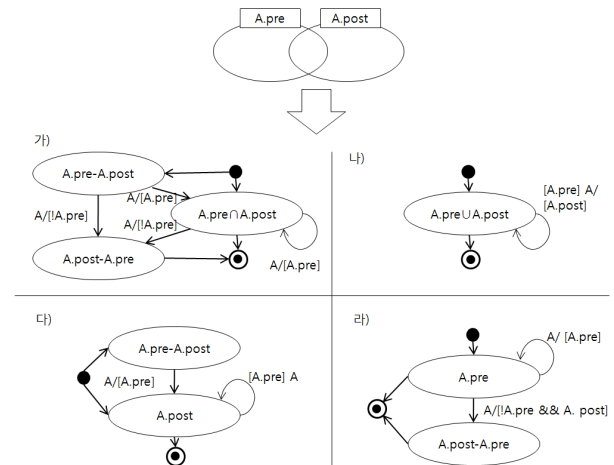 A.pre
A.post
가)
A.pre-A.post
A/[A.pre]
A/[!A.pre]
A/[!A.pre]
A.pre∩A.post
A.post-A.pre
A/[A.pre]
나)
[A.pre] A/
[A.post]
A.pre∪A.post
다)
A.pre-A.post
A/[A.pre]
[A.pre] A
A.post
라)
A/ [A.pre]
A.pre
A/[!A.pre && A. post]
A.post-A.pre